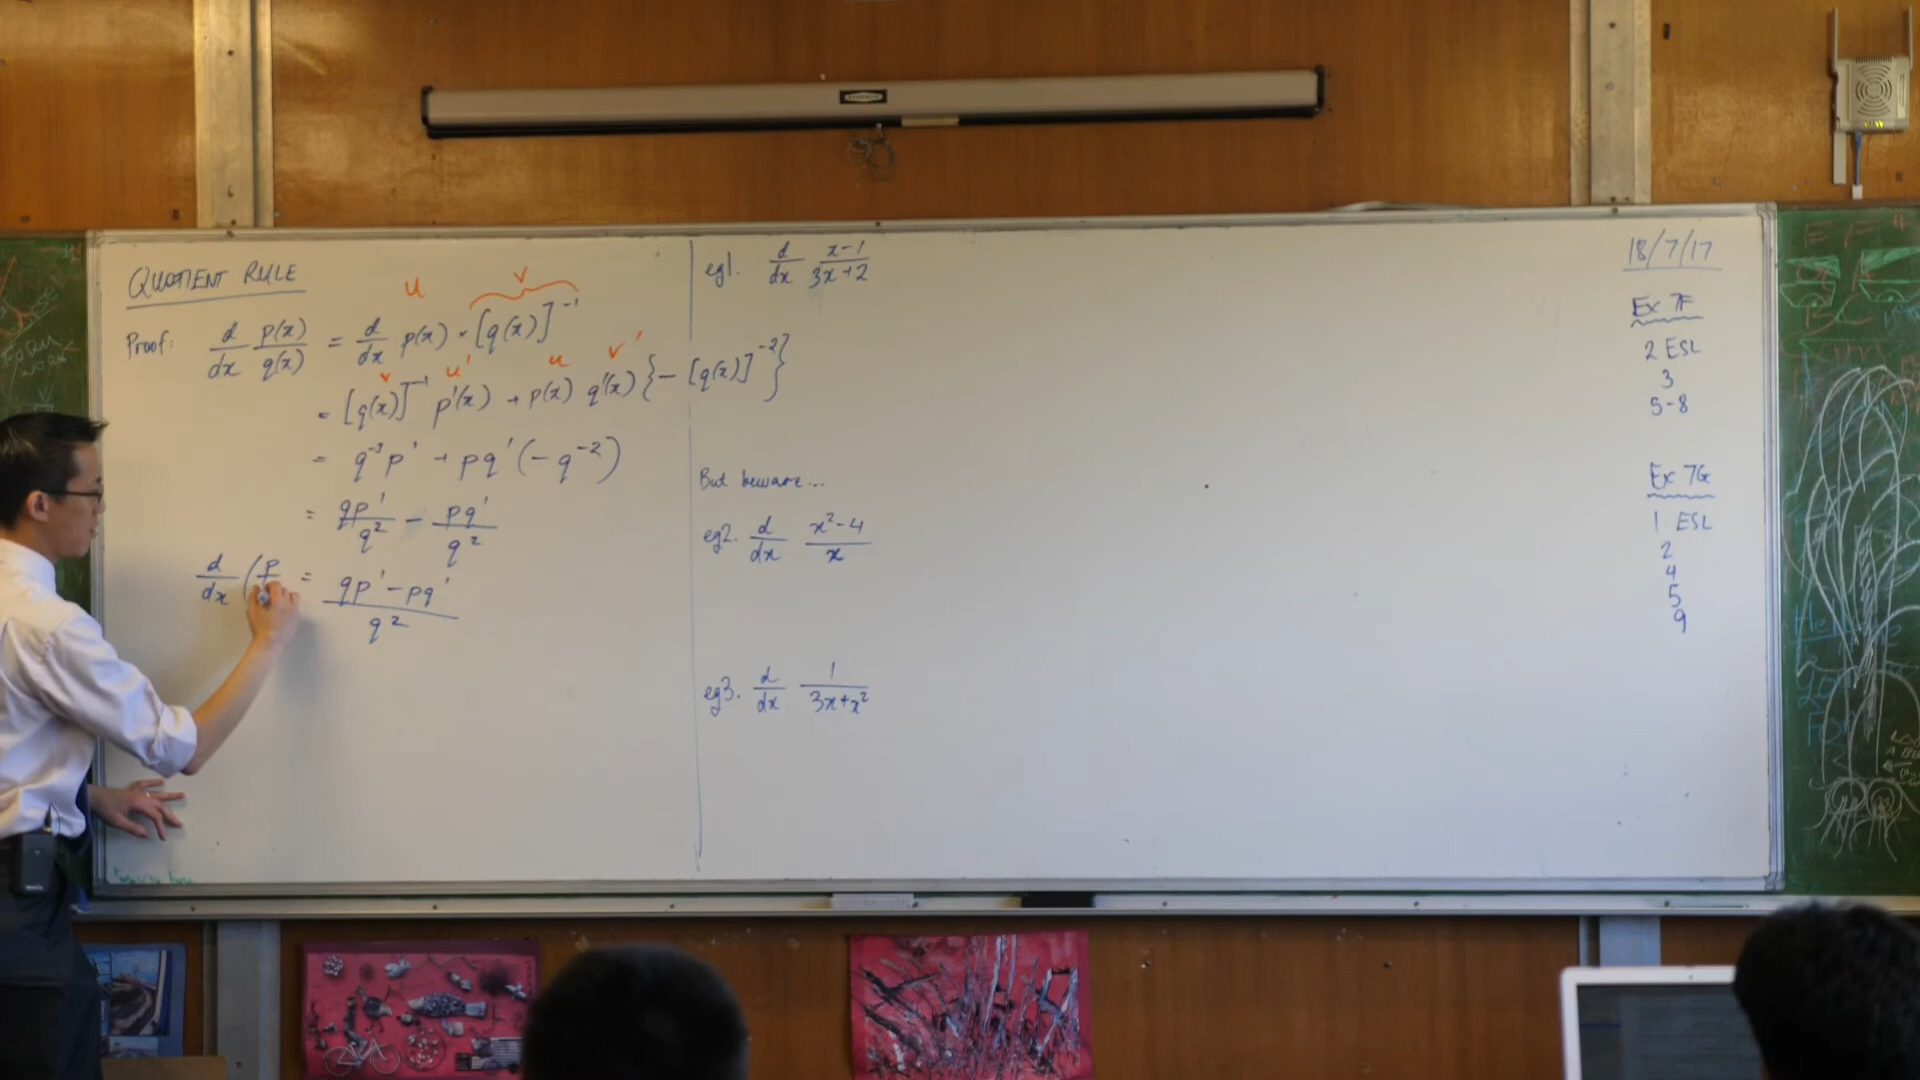 QUOTIENT RULE
u v
Proof: d/dx p(x)/q(x) = d/dx p(x) · [q(x)]⁻¹
v u' u v'
= [q(x)]⁻¹ p'(x) + p(x) q'(x) {- [q(x)]⁻²}
= q⁻¹p' + pq'(-q⁻²)
= qp'/q² - pq'/q²
d/dx (p = (qp' - pq')/q²
eg1. d/dx (x-1)/(3x+2)
But beware...
eg2. d/dx (x²-4)/x
eg3. d/dx 1/(3x+x²)
18/7/17
Ex 7F
2 ESL
3
5-8
Ex 7G
1 ESL
2
4
5
9